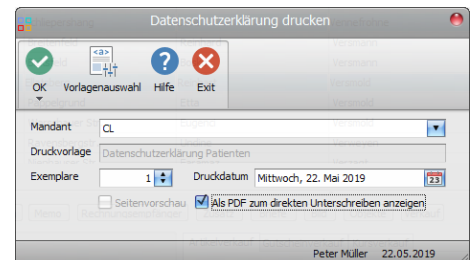 Datenschutzerklärung drucken
<a>
OK Vorlagenauswahl Hilfe Exit
Mandant CL
Druckvorlage Datenschutzerklärung Patienten
Exemplare 1 Druckdatum Mittwoch, 22. Mai 2019 23
Seitenvorschau Als PDF zum direkten Unterschreiben anzeigen
Peter Müller 22.05.2019